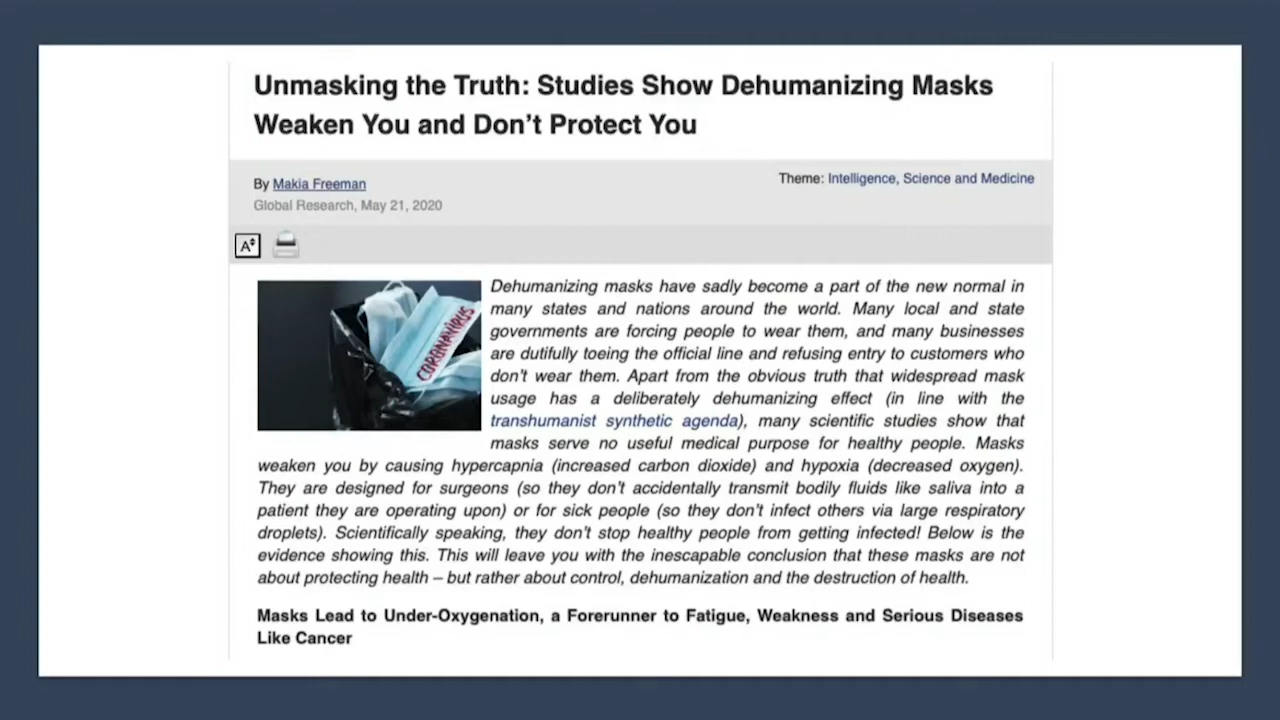 Unmasking the Truth: Studies Show Dehumanizing Masks
Weaken You and Don't Protect You
By Makia Freeman
Theme: Intelligence, Science and Medicine
Global Research, May 21, 2020
A
CORONAVIRUS
Dehumanizing masks have sadly become a part of the new normal in
many states and nations around the world. Many local and state
governments are forcing people to wear them, and many businesses
are dutifully toeing the official line and refusing entry to customers who
don't wear them. Apart from the obvious truth that widespread mask
usage has a deliberately dehumanizing effect (in line with the
transhumanist synthetic agenda), many scientific studies show that
masks serve no useful medical purpose for healthy people. Masks
weaken you by causing hypercapnia (increased carbon dioxide) and hypoxia (decreased oxygen).
They are designed for surgeons (so they don't accidentally transmit bodily fluids like saliva into a
patient they are operating upon) or for sick people (so they don't infect others via large respiratory
droplets). Scientifically speaking, they don't stop healthy people from getting infected! Below is the
evidence showing this. This will leave you with the inescapable conclusion that these masks are not
about protecting health – but rather about control, dehumanization and the destruction of health.
Masks Lead to Under-Oxygenation, a Forerunner to Fatigue, Weakness and Serious Diseases
Like Cancer